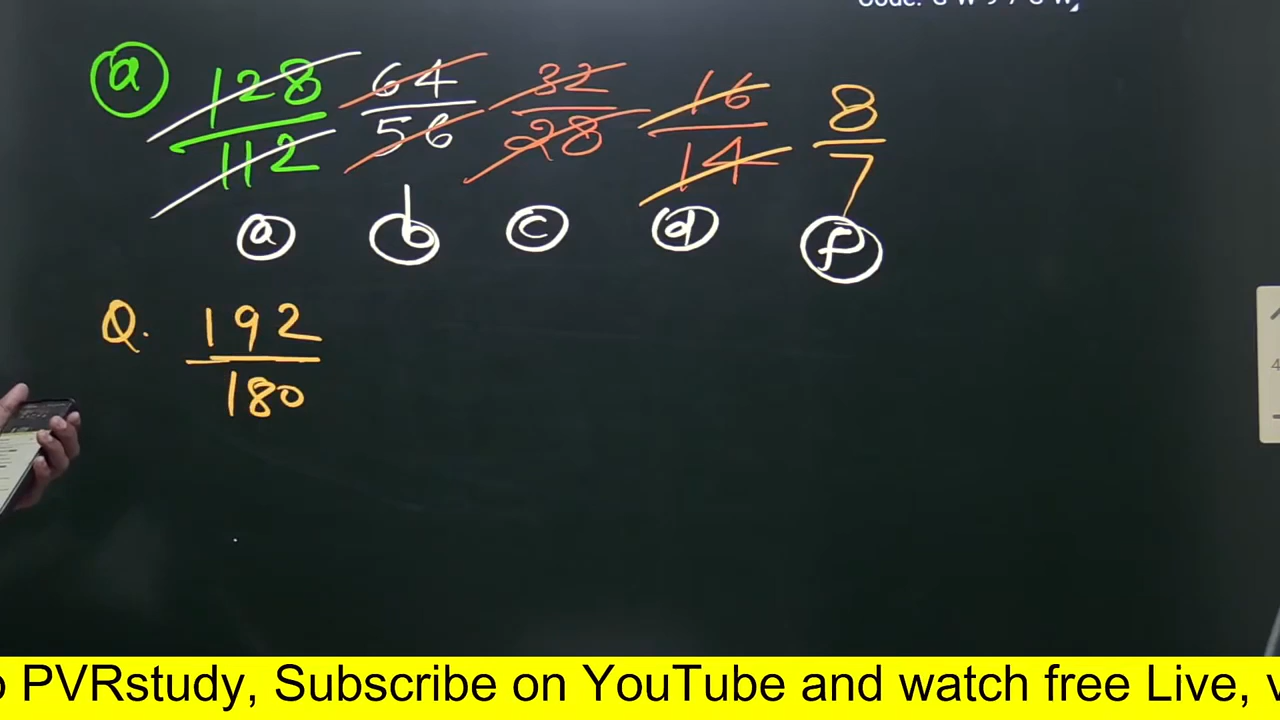 ⓐ 128/112 64/56 32/28 16/14 8/7
ⓐ ⓑ ⓒ ⓓ ⓕ
Q. 192/180
PVRstudy, Subscribe on YouTube and watch free Live,